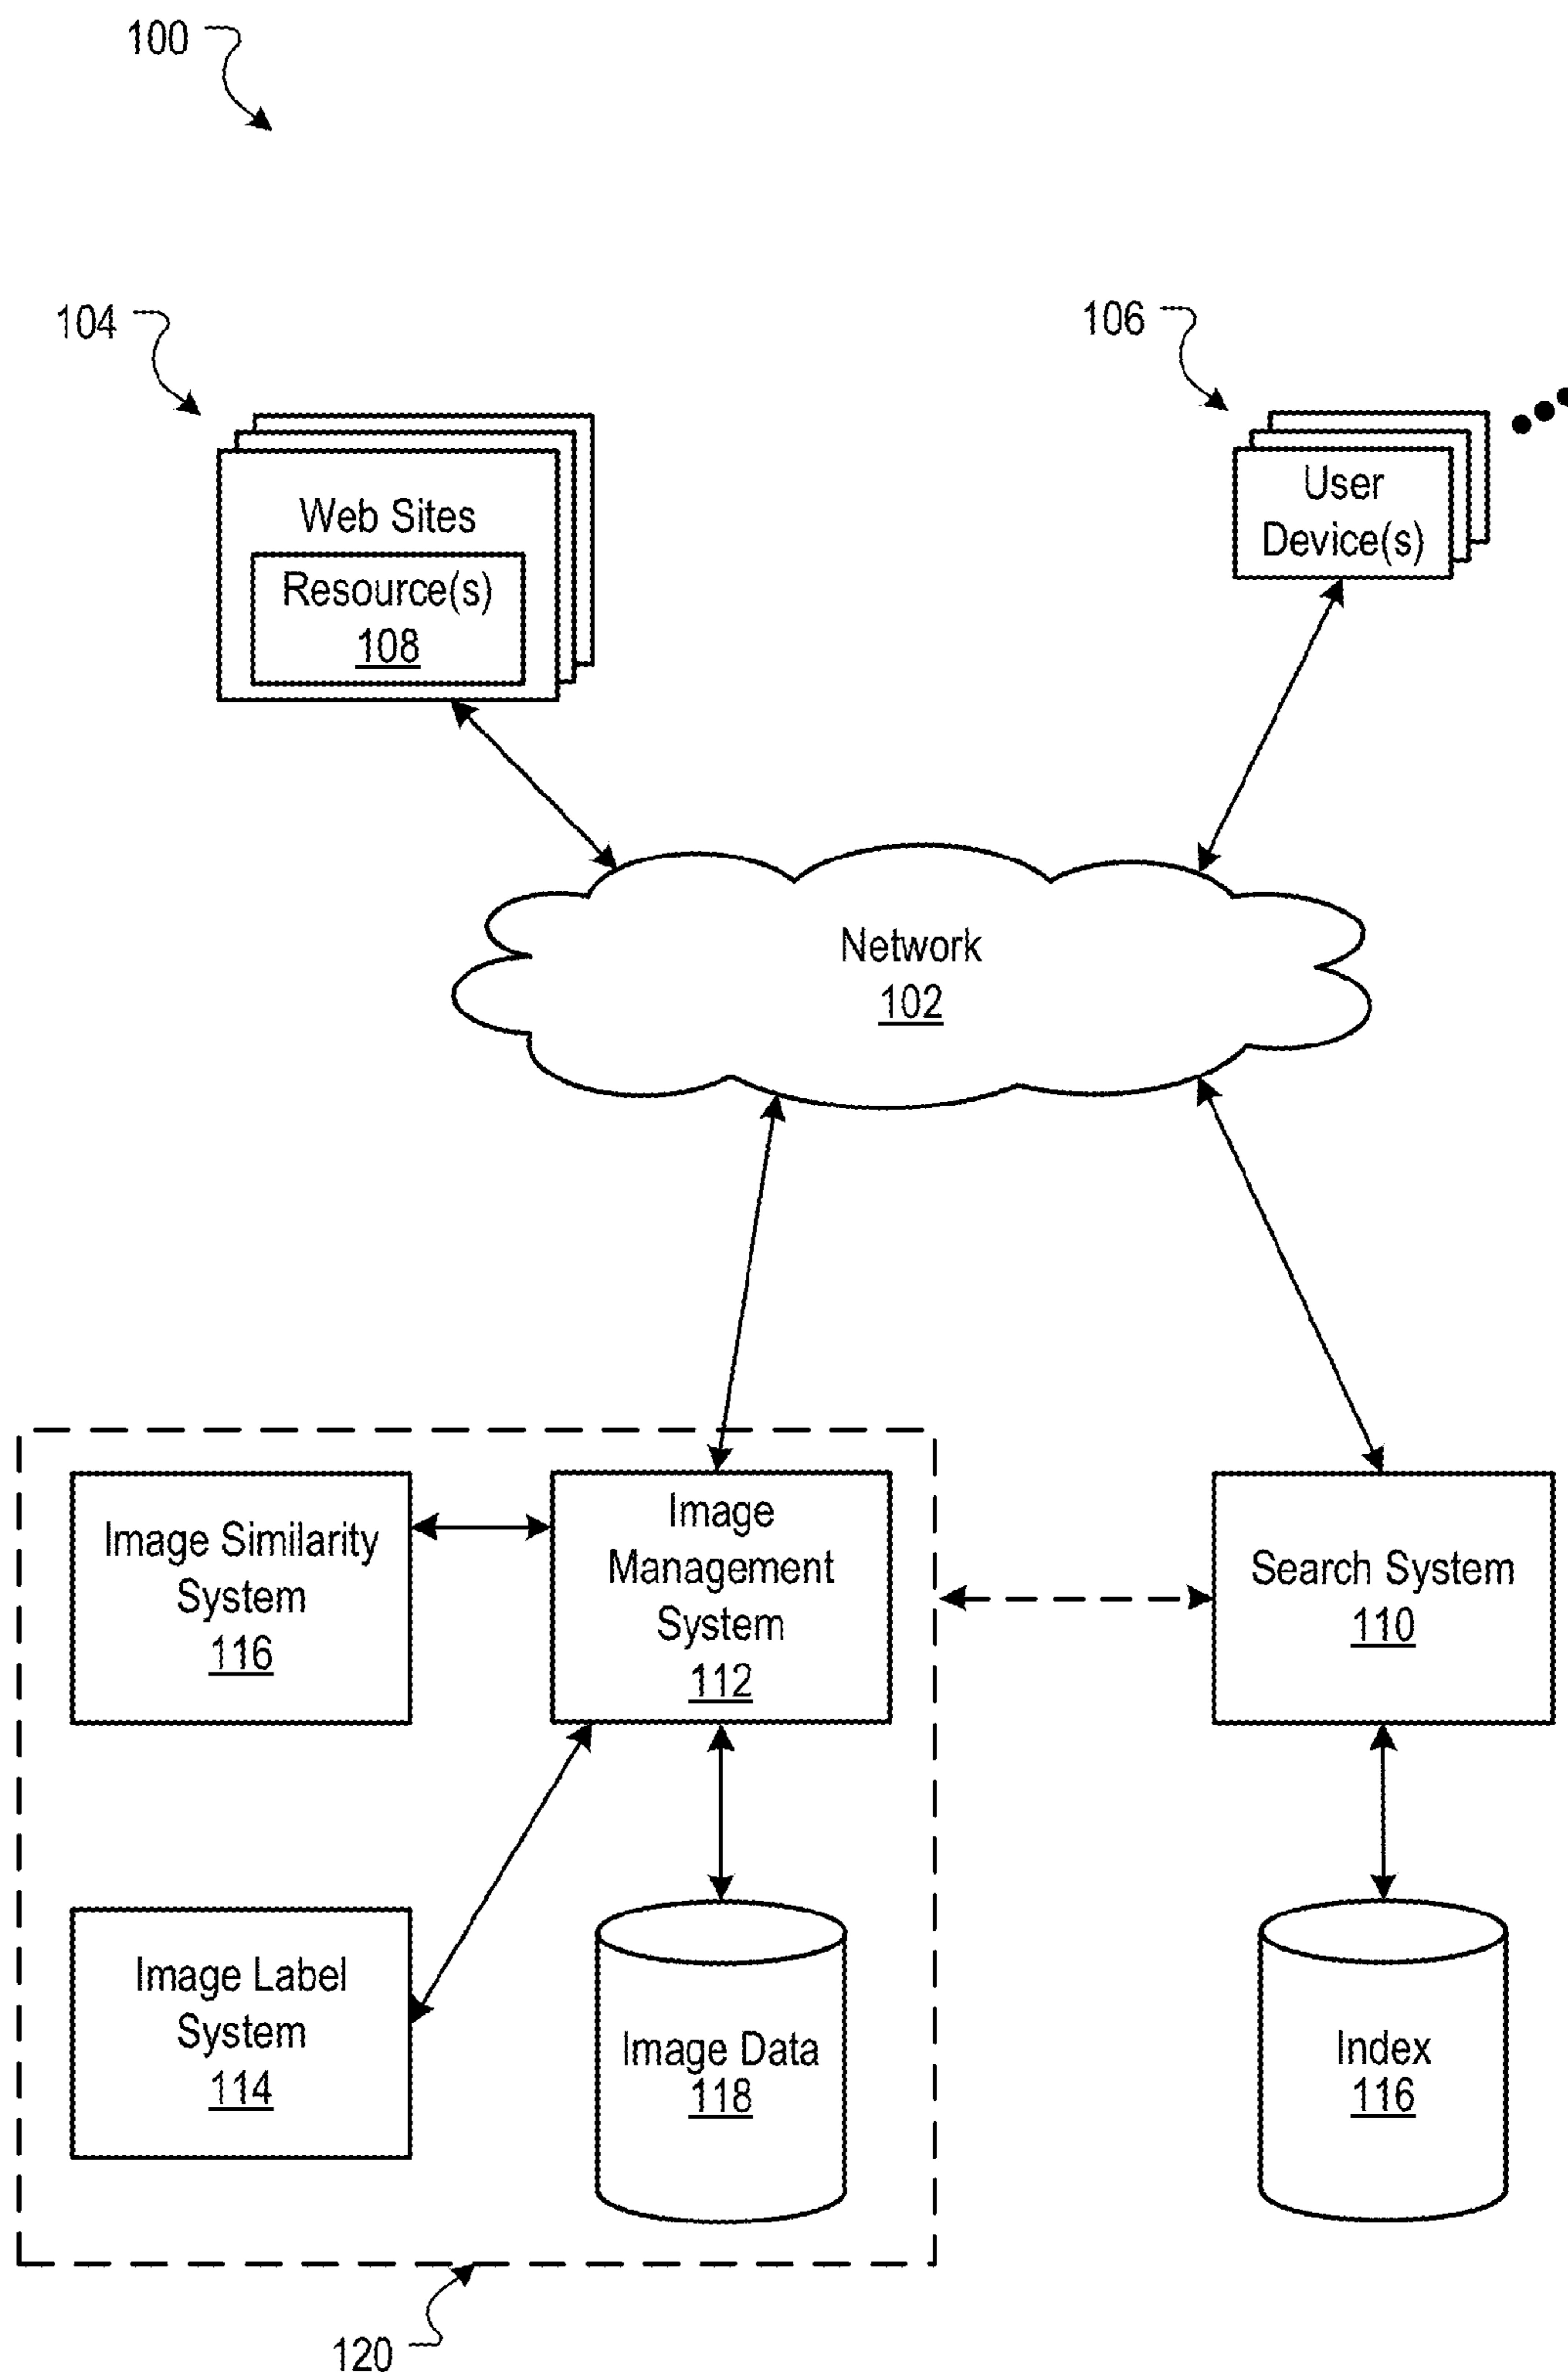 100
104
106
Web Sites
Resource(s)
108
User
Device(s)
Network
102
Image Similarity
System
116
Image
Management
System
112
Search System
110
Image Label
System
114
Image Data
118
Index
116
120